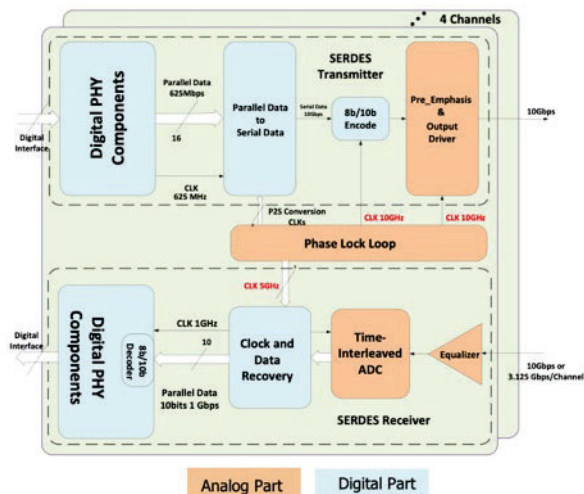 4 Channels
SERDES
Transmitter
Digital PHY
Components
Digital
Interface
Parallel Data
625Mbps
16
CLK
625 MHz
Parallel Data
to
Serial Data
Serial Data
10Gbps
8b/10b
Encode
Pre_Emphasis
&
Output
Driver
10Gbps
P2S Conversion
CLKs
CLK 10GHz
CLK 10GHz
Phase Lock Loop
CLK 5GHz
Digital
Interface
Digital PHY
Components
8b/10b
Decoder
CLK 1GHz
10
Parallel Data
10bits 1 Gbps
Clock and
Data
Recovery
Time-
Interleaved
ADC
Equalizer
10Gbps or
3.125 Gbps/Channel
SERDES Receiver
Analog Part
Digital Part